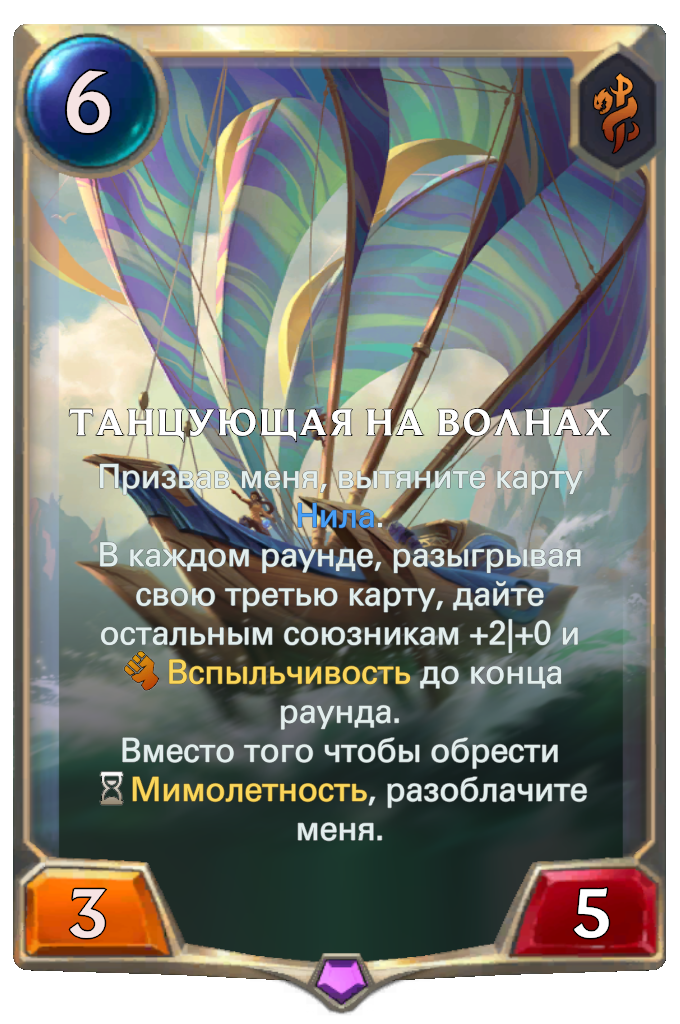 6
ТАНЦУЮЩАЯ НА ВОЛНАХ
Призвав меня, вытяните карту
Нила.
В каждом раунде, разыгрывая
свою третью карту, дайте
остальным союзникам +2|+0 и
Вспыльчивость до конца
раунда.
Вместо того чтобы обрести
Мимолетность, разоблачите
меня.
3
5